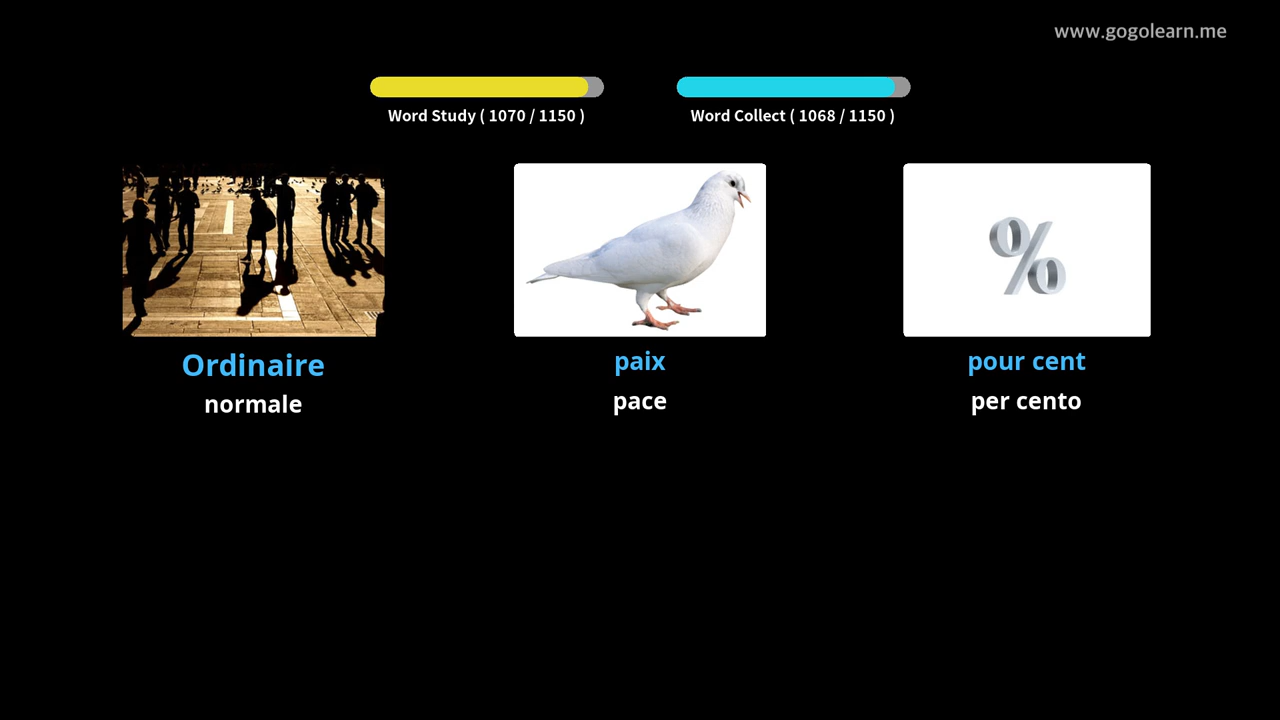 www.gogolearn.me
Word Study ( 1070 / 1150 )
Word Collect ( 1068 / 1150 )
%
Ordinaire
normale
paix
pace
pour cent
per cento